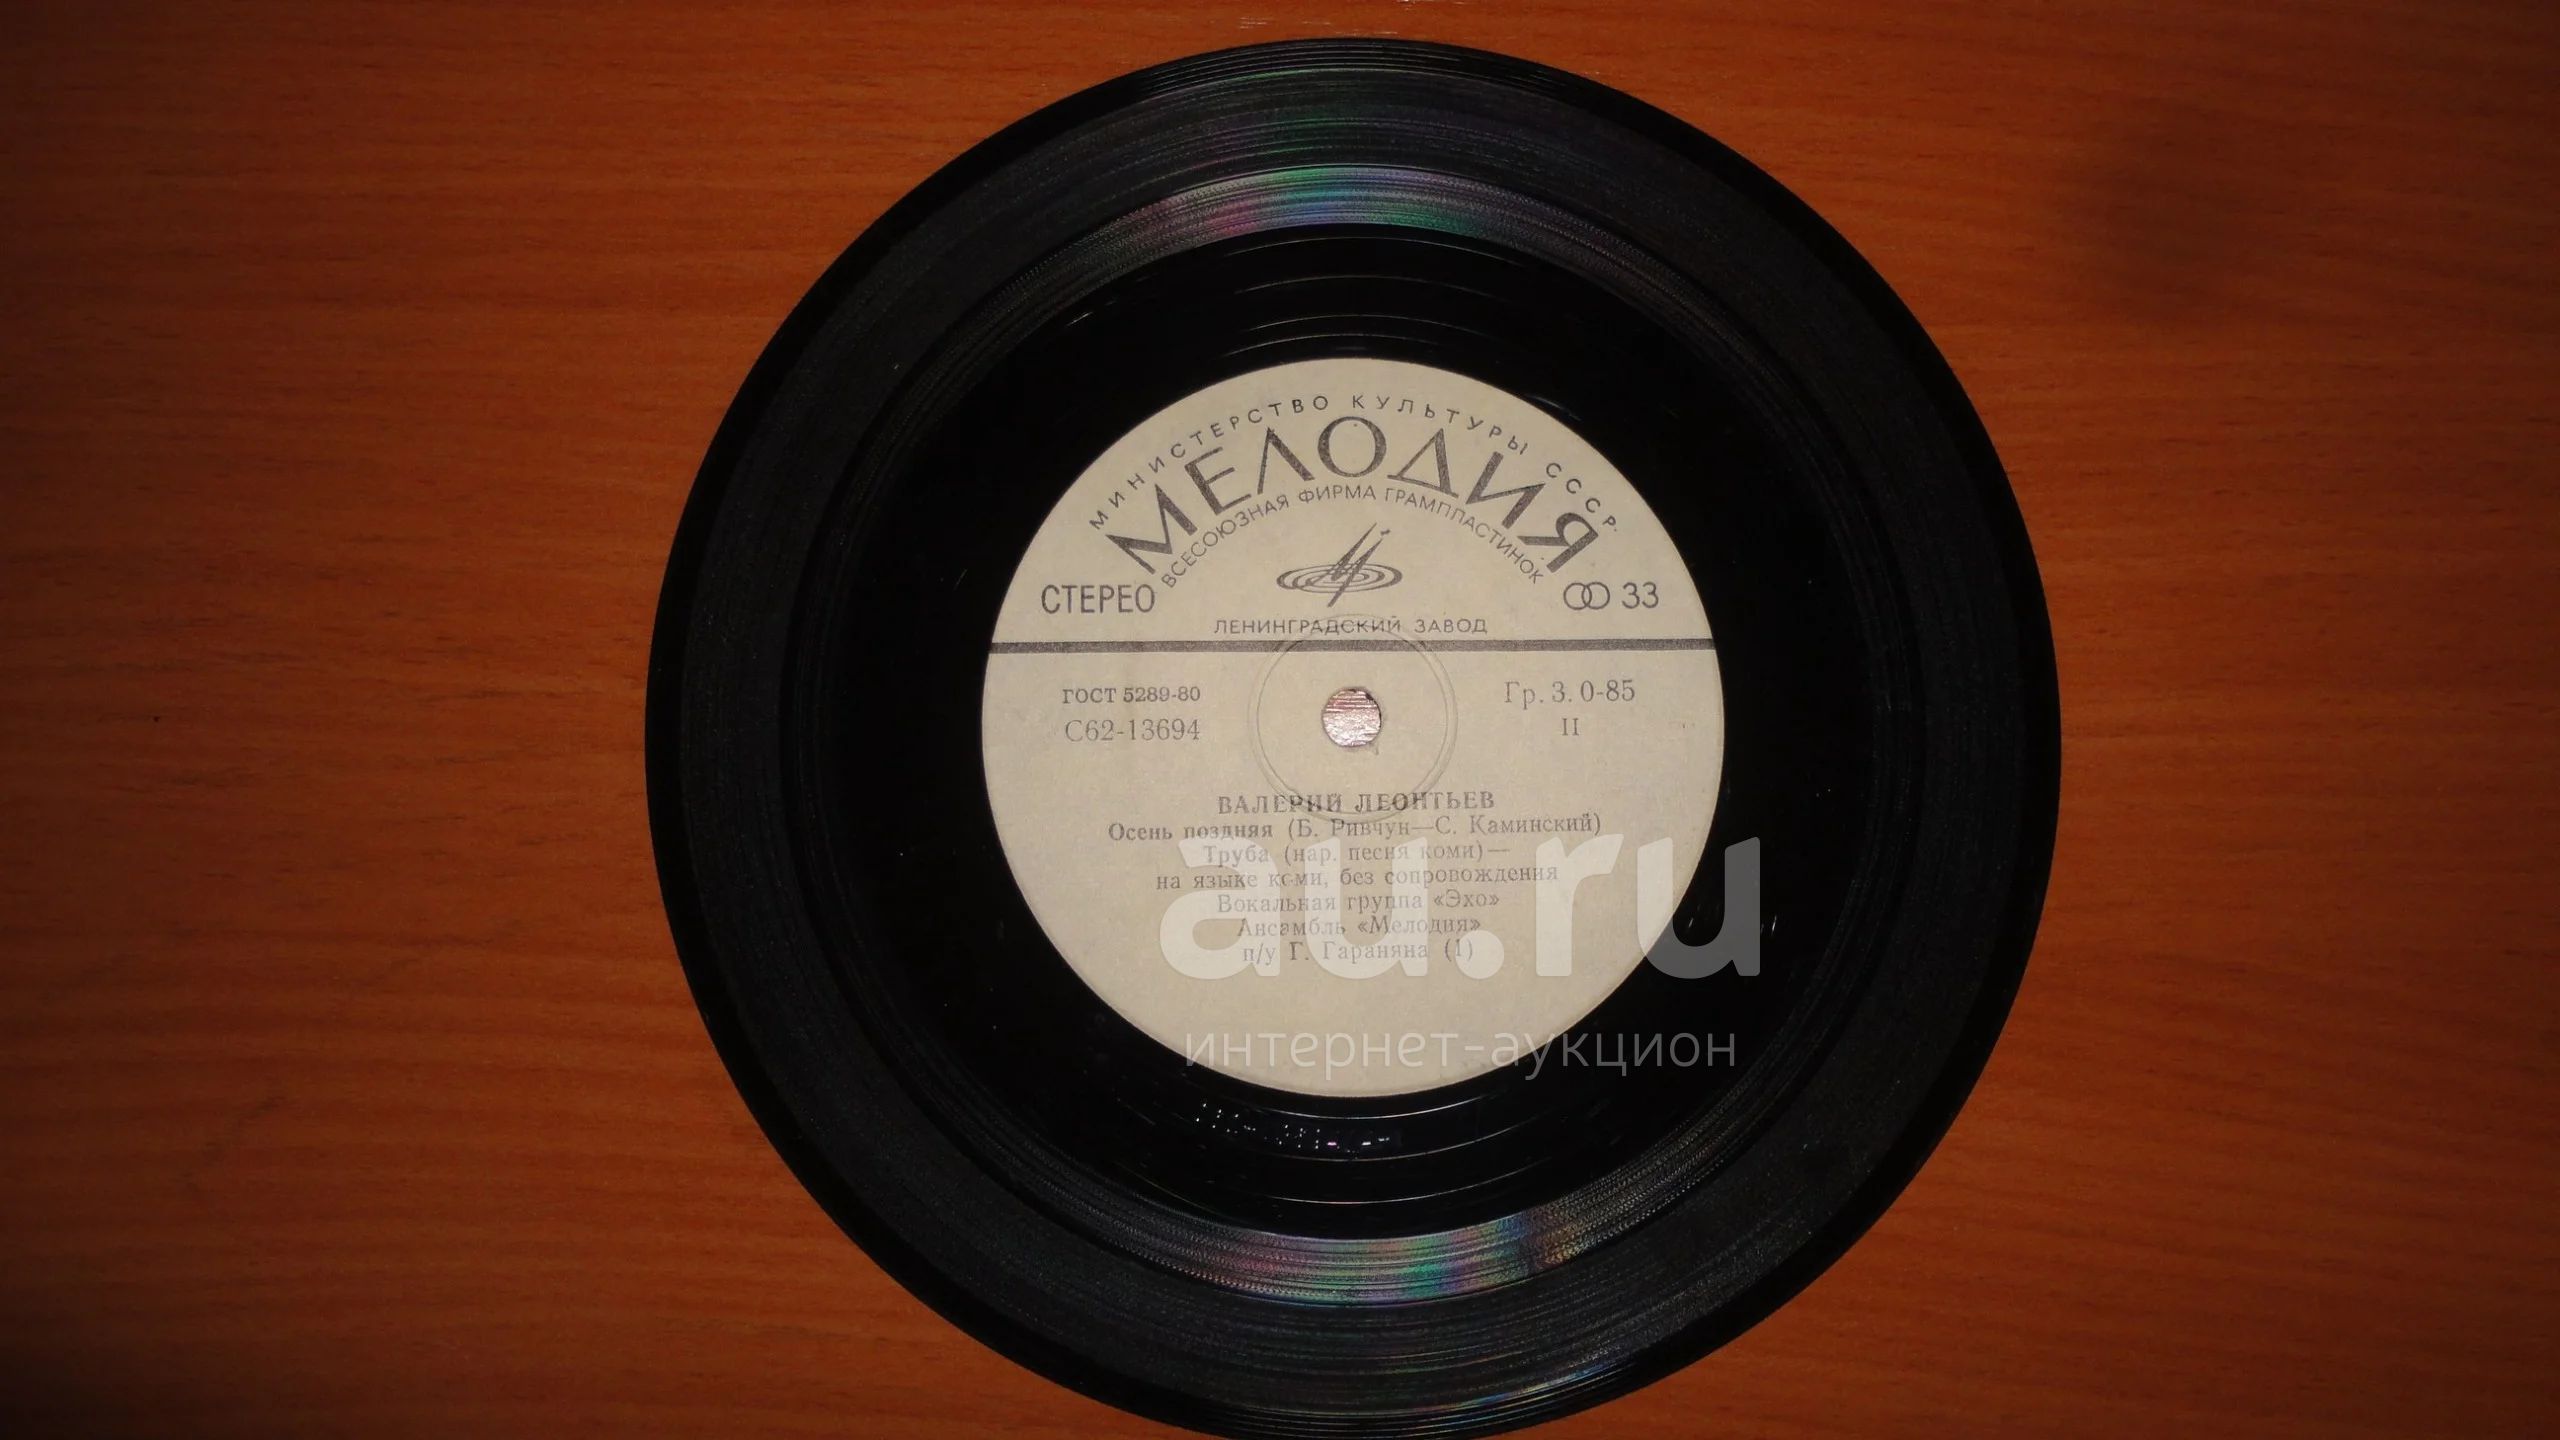 МИНИСТЕРСТВО КУЛЬТУРЫ СССР.
МЕЛОДИЯ
ВСЕСОЮЗНАЯ ФИРМА ГРАМПЛАСТИНОК
СТЕРЕО
33
ЛЕНИНГРАДСКИЙ ЗАВОД
ГОСТ 5289-80
Гр. 3. 0-85
С62-13694
II
ВАЛЕРИЙ ЛЕОНТЬЕВ
Осень поздняя (Б. Ривчун—С. Каминский)
Труба (нар. песня коми)—
на языке коми, без сопровождения
Вокальная группа «Эхо»
Ансамбль «Мелодия»
п/у Г. Гараняна (1)
au.ru
интернет-аукцион